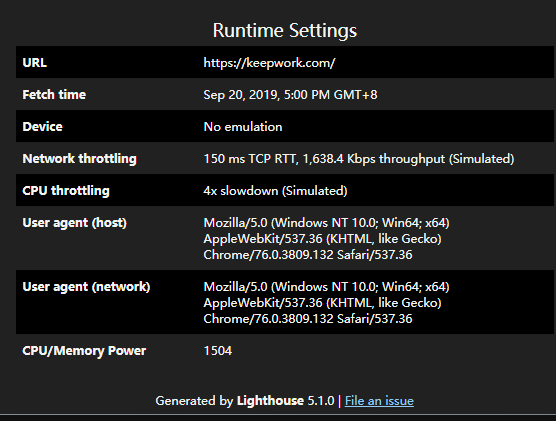 Runtime Settings
URL https://keepwork.com/
Fetch time Sep 20, 2019, 5:00 PM GMT+8
Device No emulation
Network throttling 150 ms TCP RTT, 1,638.4 Kbps throughput (Simulated)
CPU throttling 4x slowdown (Simulated)
User agent (host) Mozilla/5.0 (Windows NT 10.0; Win64; x64)
AppleWebKit/537.36 (KHTML, like Gecko)
Chrome/76.0.3809.132 Safari/537.36
User agent (network) Mozilla/5.0 (Windows NT 10.0; Win64; x64)
AppleWebKit/537.36 (KHTML, like Gecko)
Chrome/76.0.3809.132 Safari/537.36
CPU/Memory Power 1504
Generated by Lighthouse 5.1.0 | File an issue